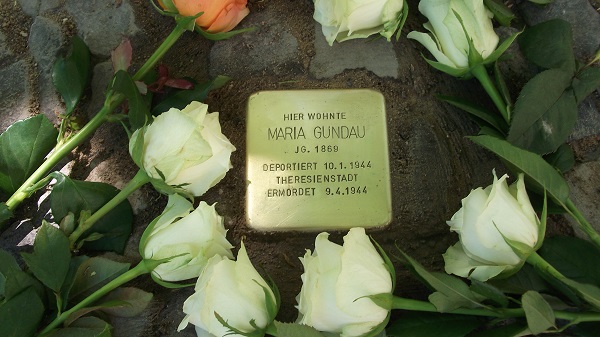 HIER WOHNTE
MARIA GUNDAU
JG. 1869
DEPORTIERT 10.1.1944
THERESIENSTADT
ERMORDET 9.4.1944